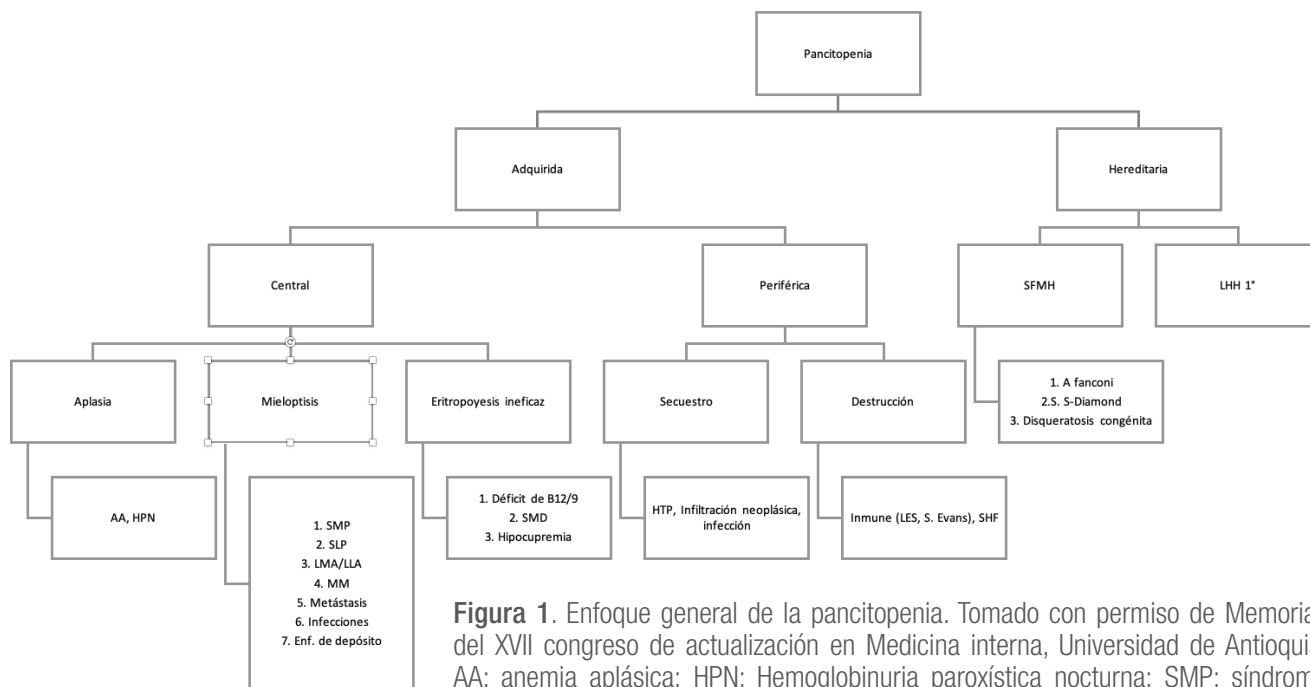 Pancitopenia
Adquirida
Hereditaria
Central
Periférica
SFMH
LHH 1°
Aplasia
Mieloptisis
Eritropoyesis ineficaz
Secuestro
Destrucción
1. A fanconi
2.S. S-Diamond
3. Disqueratosis congénita
AA, HPN
1. SMP
2. SLP
3. LMA/LLA
4. MM
5. Metástasis
6. Infecciones
7. Enf. de depósito
1. Déficit de B12/9
2. SMD
3. Hipocupremia
HTP, Infiltración neoplásica,
infección
Inmune (LES, S. Evans), SHF
Figura 1. Enfoque general de la pancitopenia. Tomado con permiso de Memoria
del XVII congreso de actualización en Medicina interna, Universidad de Antioquia
AA: anemia aplásica; HPN: Hemoglobinuria paroxística nocturna; SMP: síndrom